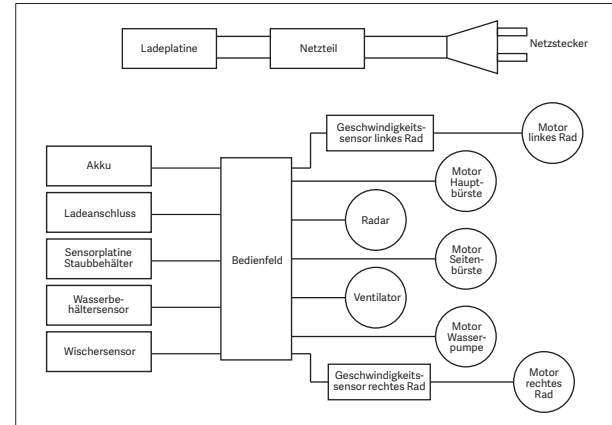 Ladeplatine
Netzteil
Netzstecker
Geschwindigkeits-
sensor linkes Rad
Motor
linkes Rad
Akku
Motor
Haupt-
bürste
Ladeanschluss
Radar
Sensorplatine
Staubbehälter
Bedienfeld
Motor
Seiten-
bürste
Wasserbe-
hältersensor
Ventilator
Wischersensor
Motor
Wasser-
pumpe
Geschwindigkeits-
sensor rechtes Rad
Motor
rechtes
Rad